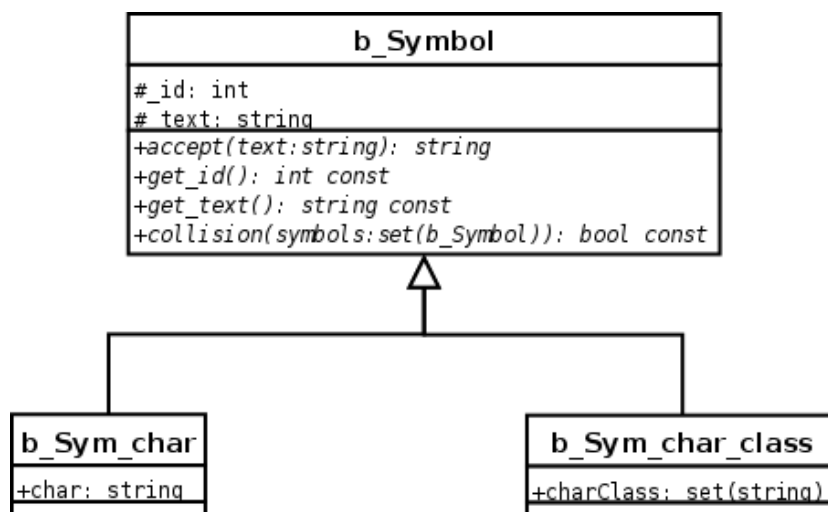 b_Symbol
#_id: int
#_text: string
+accept(text:string): string
+get_id(): int const
+get_text(): string const
+collision(symbols:set(b_Symbol)): bool const
b_Sym_char
+char: string
b_Sym_char_class
+charClass: set(string)